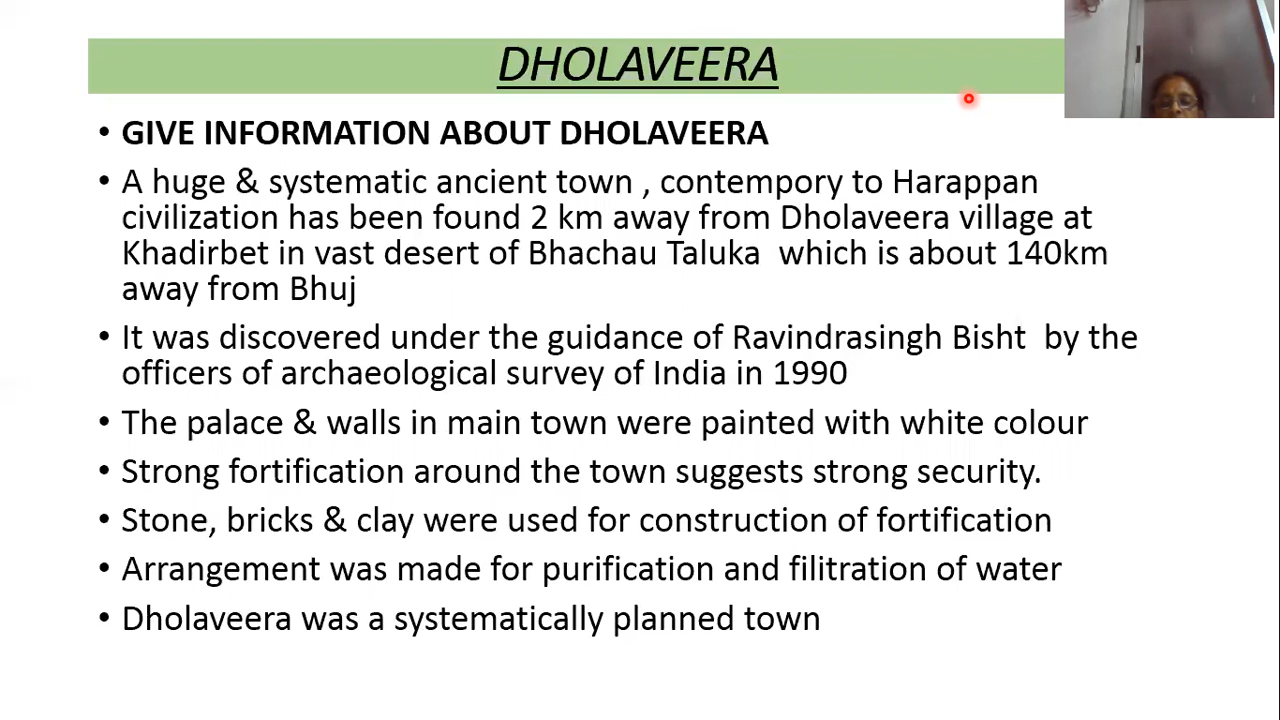 DHOLAVEERA
• GIVE INFORMATION ABOUT DHOLAVEERA
• A huge & systematic ancient town , contempory to Harappan
civilization has been found 2 km away from Dholaveera village at
Khadirbet in vast desert of Bhachau Taluka  which is about 140km
away from Bhuj
• It was discovered under the guidance of Ravindrasingh Bisht  by the
officers of archaeological survey of India in 1990
• The palace & walls in main town were painted with white colour
• Strong fortification around the town suggests strong security.
• Stone, bricks & clay were used for construction of fortification
• Arrangement was made for purification and filitration of water
• Dholaveera was a systematically planned town